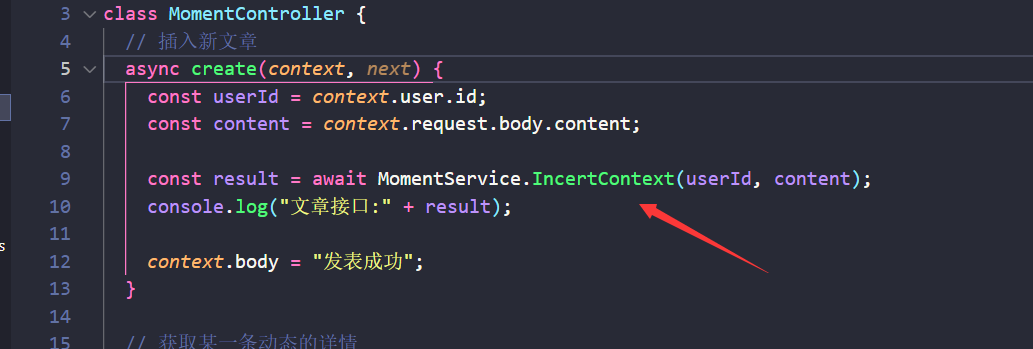 3 class MomentController {
4 // 插入新文章
5 async create(context, next) {
6 const userId = context.user.id;
7 const content = context.request.body.content;
8
9 const result = await MomentService.IncertContext(userId, content);
10 console.log("文章接口:" + result);
11
s
12 context.body = "发表成功";
13 }
14
15 // 获取某一条动态的详情